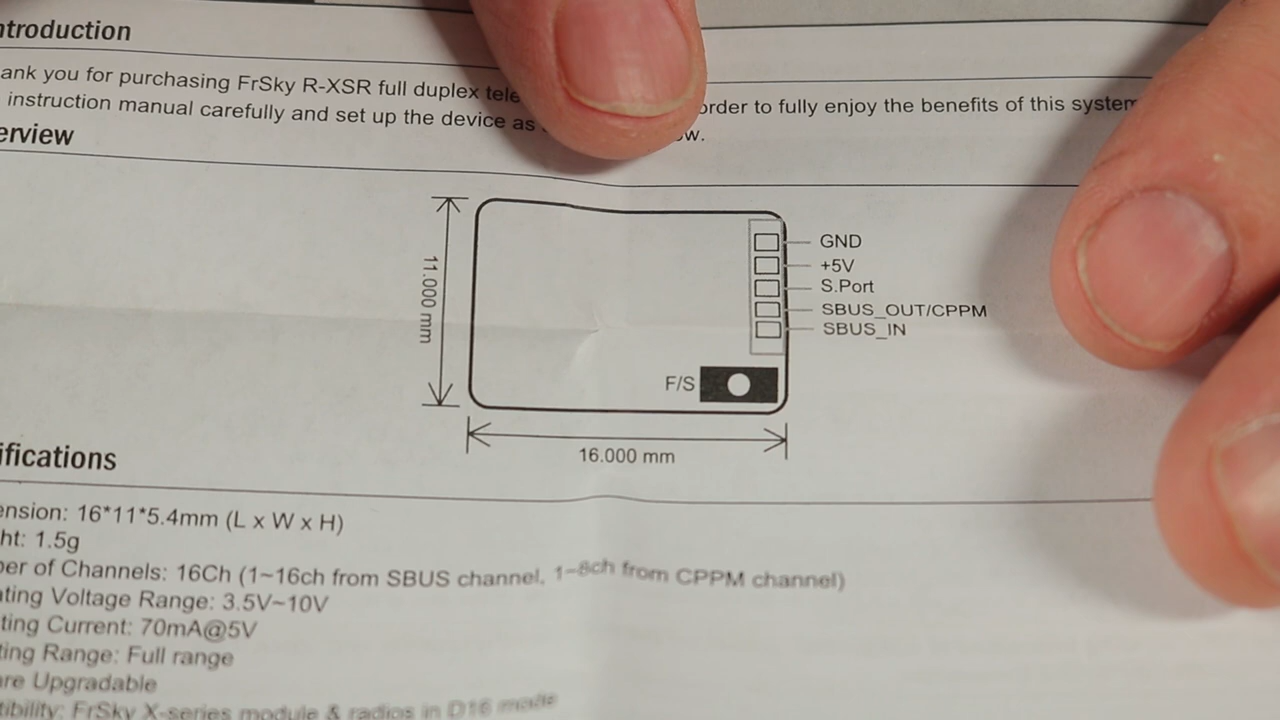 ntroduction
ank you for purchasing FrSky R-XSR full duplex tele order to fully enjoy the benefits of this system
instruction manual carefully and set up the device as ow.
erview
GND
+5V
S.Port
SBUS_OUT/CPPM
SBUS_IN
11.000 mm
F/S
16.000 mm
ifications
ension: 16*11*5.4mm (L x W x H)
ht: 1.5g
ber of Channels: 16Ch (1~16ch from SBUS channel, 1~8ch from CPPM channel)
ating Voltage Range: 3.5V~10V
ting Current: 70mA@5V
ting Range: Full range
are Upgradable
tibility: FrSky X-series module & radios in D16 mode